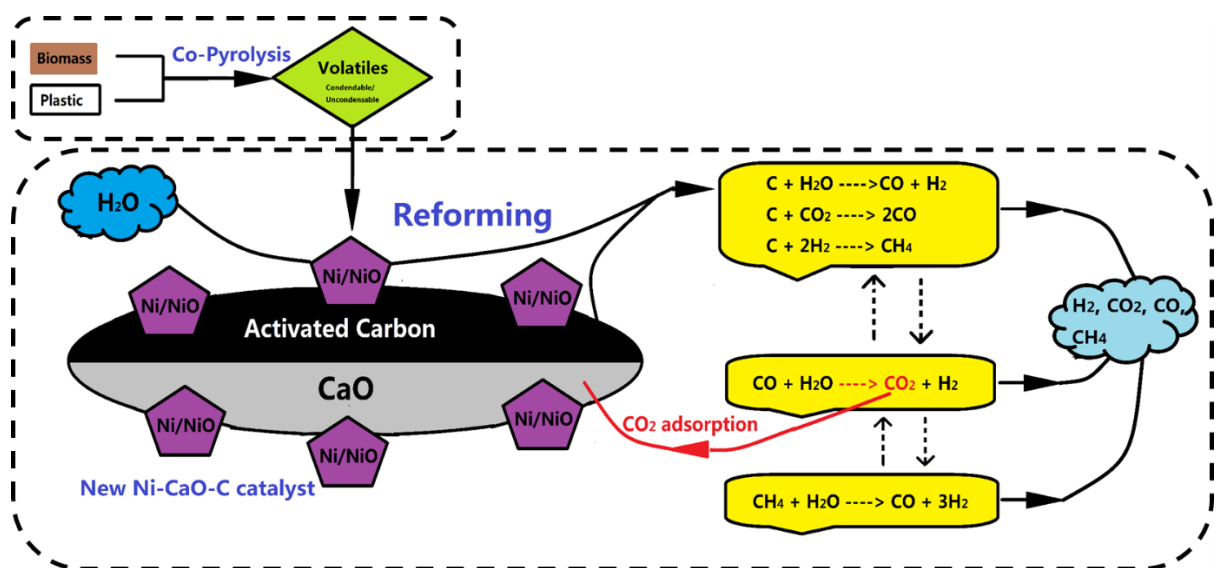 Biomass
Plastic
Co-Pyrolysis
Volatiles
Condendable/
Uncondensable
H2O
Reforming
Ni/NiO
Ni/NiO
Ni/NiO
Activated Carbon
CaO
Ni/NiO
Ni/NiO
Ni/NiO
New Ni-CaO-C catalyst
CO2 adsorption
C + H2O ---->CO + H2
C + CO2 ----> 2CO
C + 2H2 ----> CH4
CO + H2O ----> CO2 + H2
CH4 + H2O ----> CO + 3H2
H2, CO2, CO,
CH4